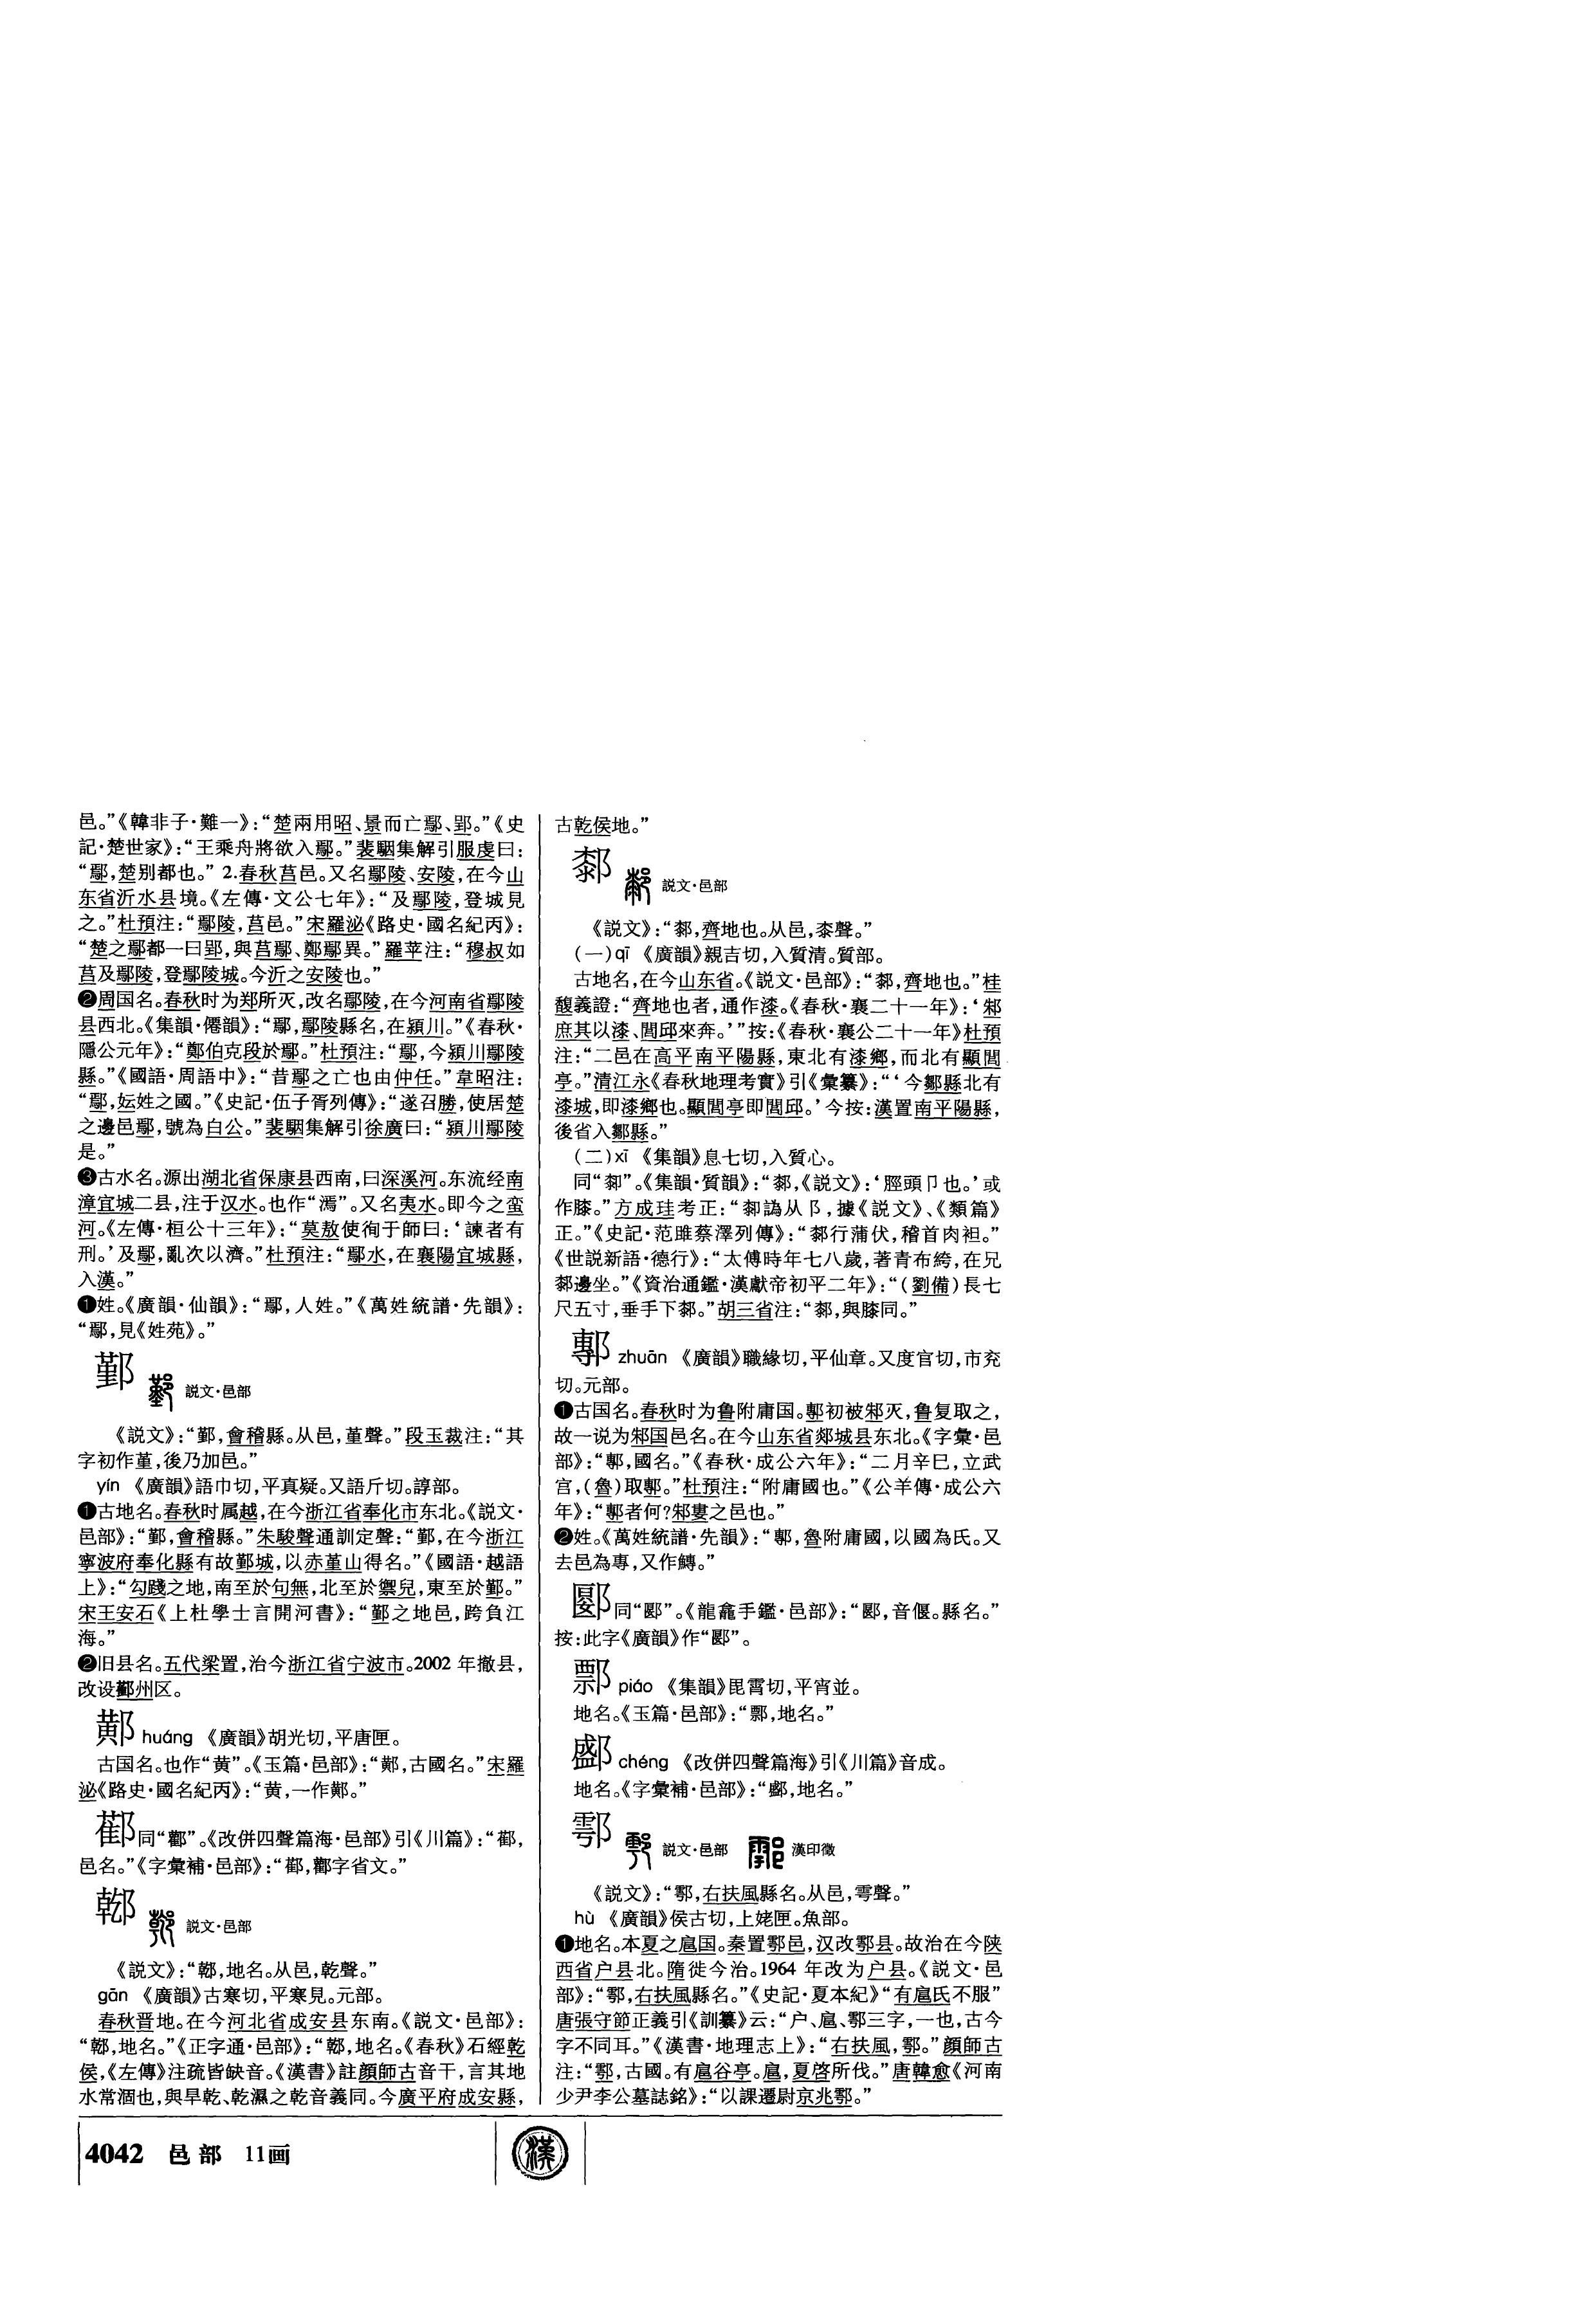 邑。”《韓非子·難一》：“楚兩用昭、景而亡鄢、郢。”《史
記·楚世家》：“王乘舟將欲入鄢。”裴駰集解引服虔曰：
“鄢，楚别都也。” 2.春秋莒邑。又名鄢陵、安陵，在今山
东省沂水县境。《左傳·文公七年》：“及鄢陵，登城見
之。”杜預注：“鄢陵，莒邑。”宋羅泌《路史·國名紀丙》：
“楚之鄢都一曰郢，與莒鄢、鄭鄢異。”羅苹注：“穆叔如
莒及鄢陵，登鄢陵城。今沂之安陵也。”
❷周国名。春秋时为郑所灭，改名鄢陵，在今河南省鄢陵
县西北。《集韻·僊韻》：“鄢，鄢陵縣名，在潁川。”《春秋·
隱公元年》：“鄭伯克段於鄢。”杜預注：“鄢，今潁川鄢陵
縣。”《國語·周語中》：“昔鄢之亡也由仲任。”韋昭注：
“鄢，妘姓之國。”《史記·伍子胥列傳》：“遂召勝，使居楚
之邊邑鄢，號為白公。”裴駰集解引徐廣曰：“潁川鄢陵
是。”
❸古水名。源出湖北省保康县西南，曰深溪河。东流经南
漳宜城二县，注于汉水。也作“漹”。又名夷水。即今之蛮
河。《左傳·桓公十三年》：“莫敖使徇于師曰：‘諫者有
刑。’及鄢，亂次以濟。”杜預注：“鄢水，在襄陽宜城縣，
入漢。”
❶姓。《廣韻·仙韻》：“鄢，人姓。”《萬姓統譜·先韻》：
“鄢，見《姓苑》。”
鄞 説文·邑部
《説文》：“鄞，會稽縣。从邑，堇聲。”段玉裁注：“其
字初作堇，後乃加邑。”
yín 《廣韻》語巾切，平真疑。又語斤切。諄部。
❶古地名。春秋时属越，在今浙江省奉化市东北。《説文·
邑部》：“鄞，會稽縣。”朱駿聲通訓定聲：“鄞，在今浙江
寧波府奉化縣有故鄞城，以赤堇山得名。”《國語·越語
上》：“勾踐之地，南至於句無，北至於禦兒，東至於鄞。”
宋王安石《上杜學士言開河書》：“鄞之地邑，跨負江
海。”
❷旧县名。五代梁置，治今浙江省宁波市。2002 年撤县，
改设鄞州区。
鄼 huáng 《廣韻》胡光切，平唐匣。
古国名。也作“黄”。《玉篇·邑部》：“，古國名。”宋羅
泌《路史·國名紀丙》：“黄，一作。”
同“酄”。《改併四聲篇海·邑部》引《川篇》：“，
邑名。”《字彙補·邑部》：“，酄字省文。”
䣊 説文·邑部
《説文》：“䣊，地名。从邑，乾聲。”
gān 《廣韻》古寒切，平寒見。元部。
春秋晋地。在今河北省成安县东南。《説文·邑部》：
“䣊，地名。”《正字通·邑部》：“䣊，地名。《春秋》石經乾
侯，《左傳》注疏皆缺音。《漢書》註顔師古音干，言其地
水常涸也，與旱乾、乾濕之乾音義同。今廣平府成安縣，
古乾侯地。”
䣛 説文·邑部
《説文》：“䣛，齊地也。从邑，桼聲。”
(一)qī 《廣韻》親吉切，入質清。質部。
古地名，在今山东省。《説文·邑部》：“䣛，齊地也。”桂
馥義證：“齊地也者，通作漆。《春秋·襄二十一年》：‘邾
庶其以漆、閭邱來奔。’”按：《春秋·襄公二十一年》杜預
注：“二邑在高平南平陽縣，東北有漆鄉，而北有顯閭
亭。”清江永《春秋地理考實》引《彙纂》：“‘今鄒縣北有
漆城，即漆鄉也。顯閭亭即閭邱。’今按：漢置南平陽縣，
後省入鄒縣。”
(二)xī 《集韻》息七切，入質心。
同“厀”。《集韻·質韻》：“䣛，《説文》：‘脛頭卩也。’或
作膝。”方成珪考正：“厀譌从阝，據《説文》、《類篇》
正。”《史記·范雎蔡澤列傳》：“䣛行蒲伏，稽首肉袒。”
《世説新語·德行》：“太傅時年七八歲，著青布絝，在兄
䣛邊坐。”《資治通鑑·漢獻帝初平二年》：“(劉備)長七
尺五寸，垂手下䣛。”胡三省注：“䣛，與膝同。”
鄟 zhuān 《廣韻》職緣切，平仙章。又度官切，市兖
切。元部。
❶古国名。春秋时为鲁附庸国。鄟初被邾灭，鲁复取之，
故一说为邾国邑名。在今山东省郯城县东北。《字彙·邑
部》：“鄟，國名。”《春秋·成公六年》：“二月辛巳，立武
宫，(魯)取鄟。”杜預注：“附庸國也。”《公羊傳·成公六
年》：“鄟者何？邾婁之邑也。”
❷姓。《萬姓統譜·先韻》：“鄟，魯附庸國，以國為氏。又
去邑為專，又作鱄。”
同“郾”。《龍龕手鑑·邑部》：“，音偃。縣名。”
按：此字《廣韻》作“郾”。
piáo 《集韻》毘霄切，平宵並。
地名。《玉篇·邑部》：“，地名。”
chéng 《改併四聲篇海》引《川篇》音成。
地名。《字彙補·邑部》：“，地名。”
鄠 説文·邑部 漢印徵
《説文》：“鄠，右扶風縣名。从邑，雩聲。”
hù 《廣韻》侯古切，上姥匣。魚部。
❶地名。本夏之扈国。秦置鄠邑，汉改鄠县。故治在今陕
西省户县北。隋徙今治。1964 年改为户县。《説文·邑
部》：“鄠，右扶風縣名。”《史記·夏本紀》“有扈氏不服”
唐張守節正義引《訓纂》云：“户、扈、鄠三字，一也，古今
字不同耳。”《漢書·地理志上》：“右扶風，鄠。”顔師古
注：“鄠，古國。有扈谷亭。扈，夏啓所伐。”唐韓愈《河南
少尹李公墓誌銘》：“以課遷尉京兆鄠。”
4042 邑部 11画 漢